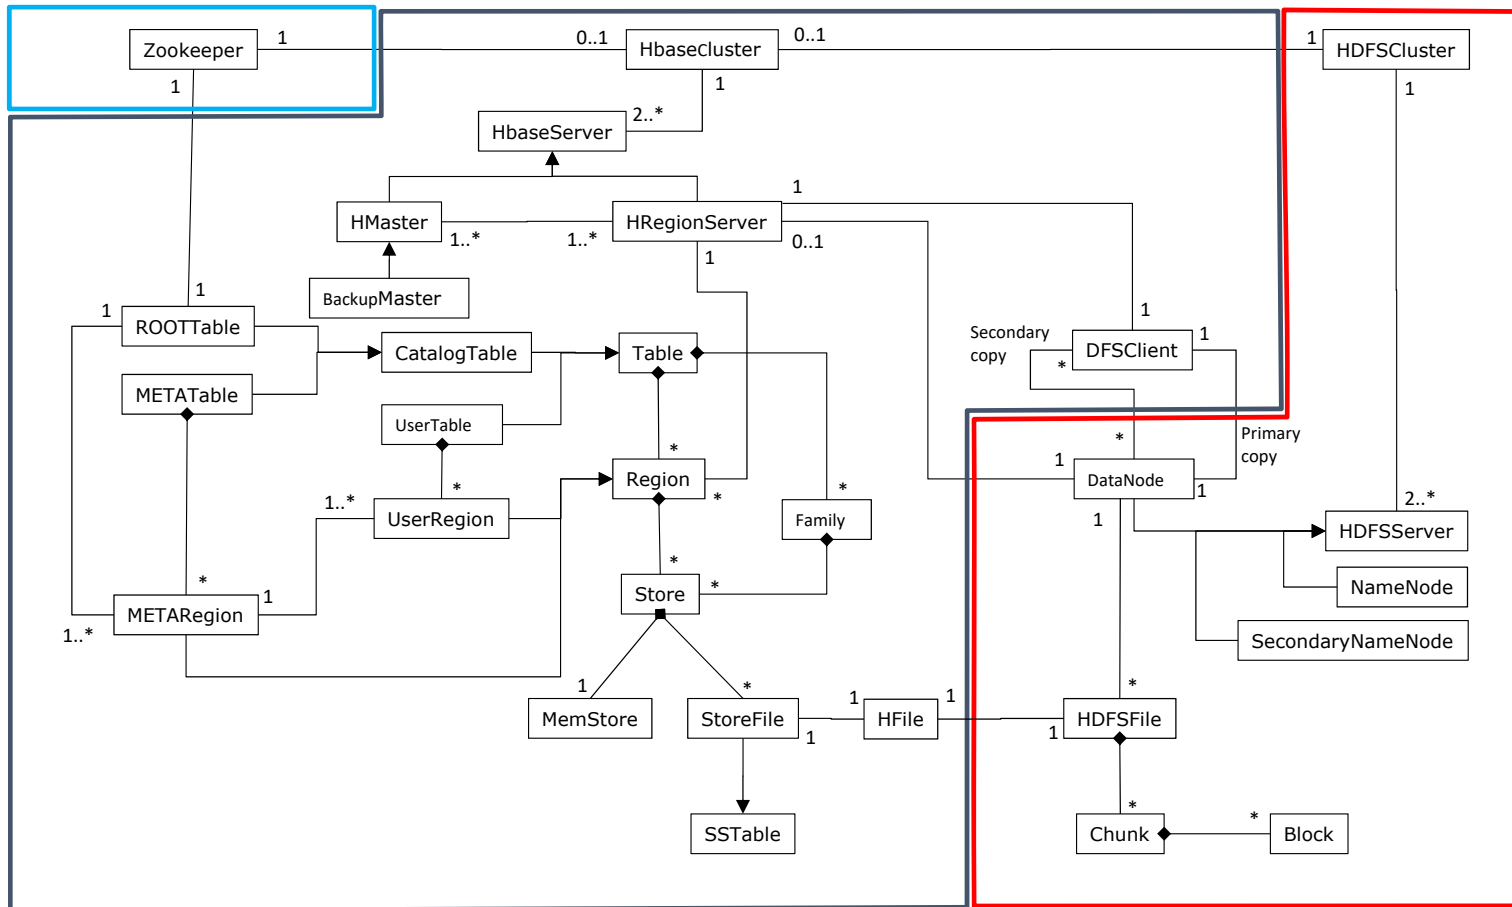 Zookeeper
1
0..1
HbaseCluster
0..1
1
HDFSCluster
1
1
1
2..*
HbaseServer
1
HMaster
1..*
1..*
HRegionServer
0..1
1
BackupMaster
1
1
ROOTTable
CatalogTable
Table
Secondary
copy
*
1
DFSClient
1
METATable
UserTable
*
*
1
Primary
copy
Region
*
DataNode
1
1..*
*
UserRegion
*
Family
1
2..*
HDFSServer
*
*
Store
*
1
NameNode
METARegion
1..*
SecondaryNameNode
1
*
*
MemStore
StoreFile
1
1
HFile
1
1
HDFSFile
SSTable
*
Chunk
*
Block